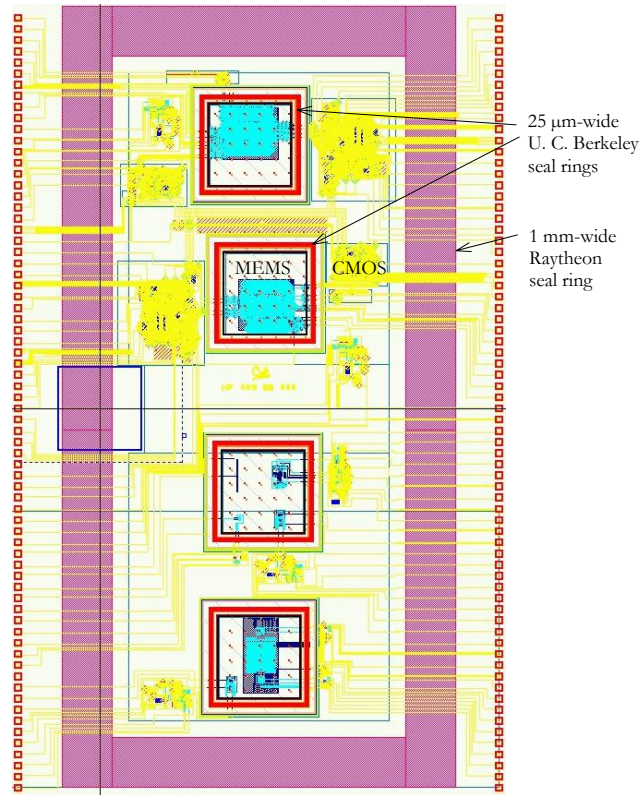 25 µm-wide
U. C. Berkeley
seal rings
1 mm-wide
Raytheon
seal ring
MEMS
CMOS